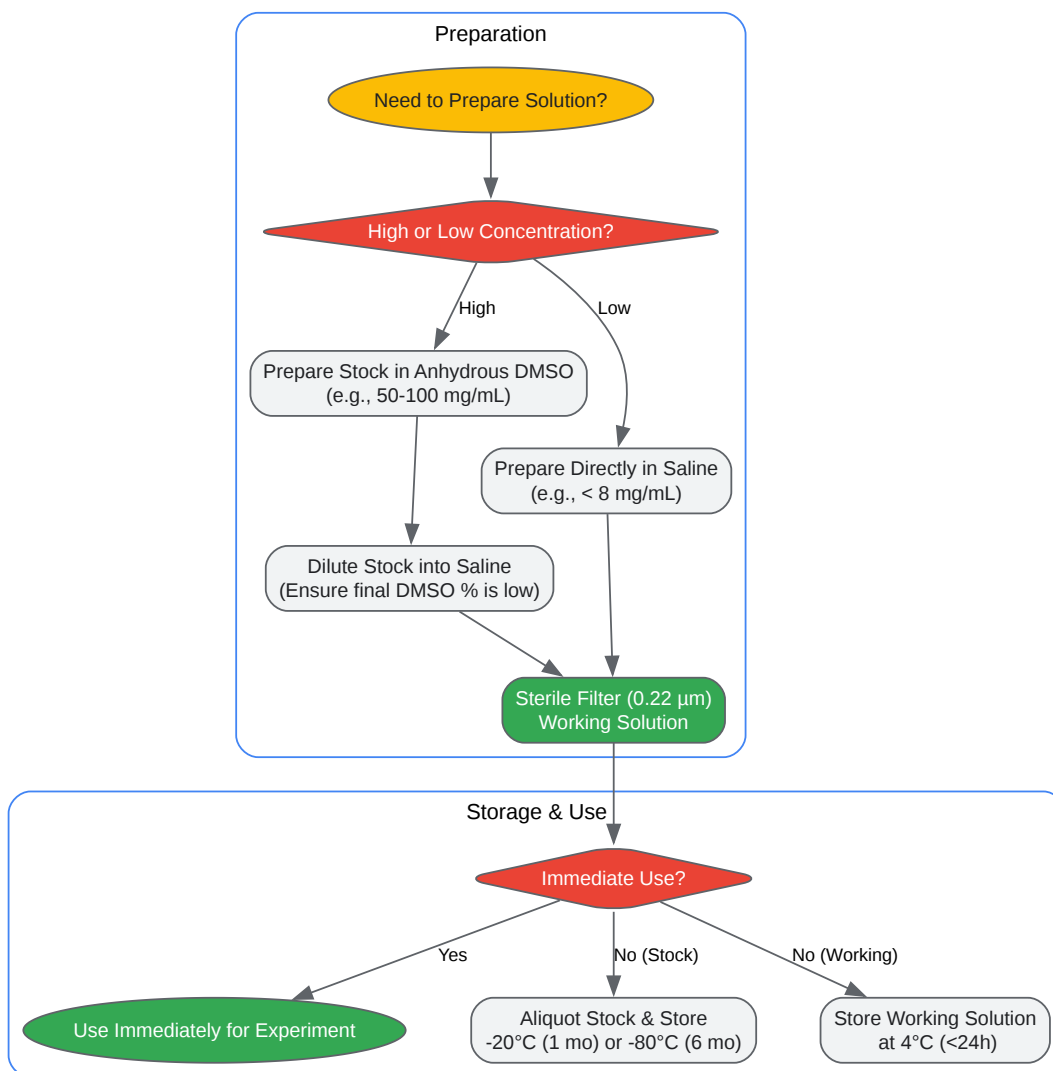 Preparation
Need to Prepare Solution?
High or Low Concentration?
High
Low
Prepare Stock in Anhydrous DMSO
(e.g., 50-100 mg/mL)
Prepare Directly in Saline
(e.g., < 8 mg/mL)
Dilute Stock into Saline
(Ensure final DMSO % is low)
Sterile Filter (0.22 µm)
Working Solution
Storage & Use
Immediate Use?
Yes
No (Stock)
No (Working)
Use Immediately for Experiment
Aliquot Stock & Store
-20°C (1 mo) or -80°C (6 mo)
Store Working Solution
at 4°C (<24h)